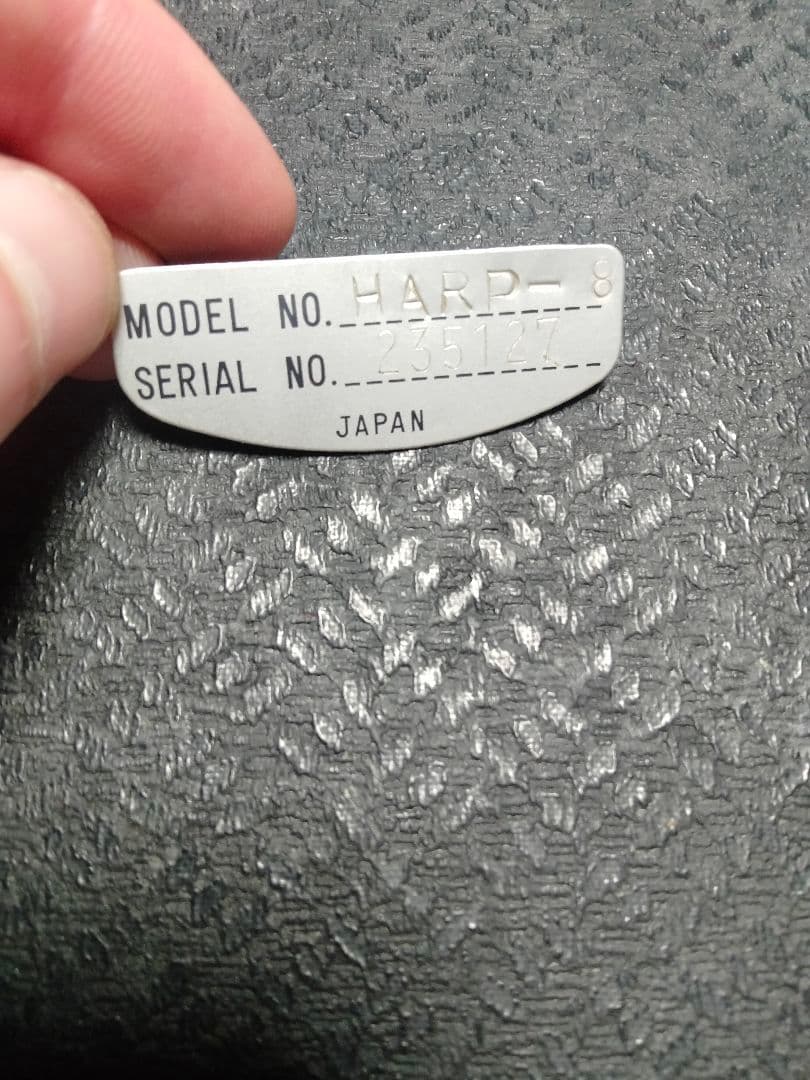 MODEL NO. HARP-8
SERIAL NO. 235127
JAPAN